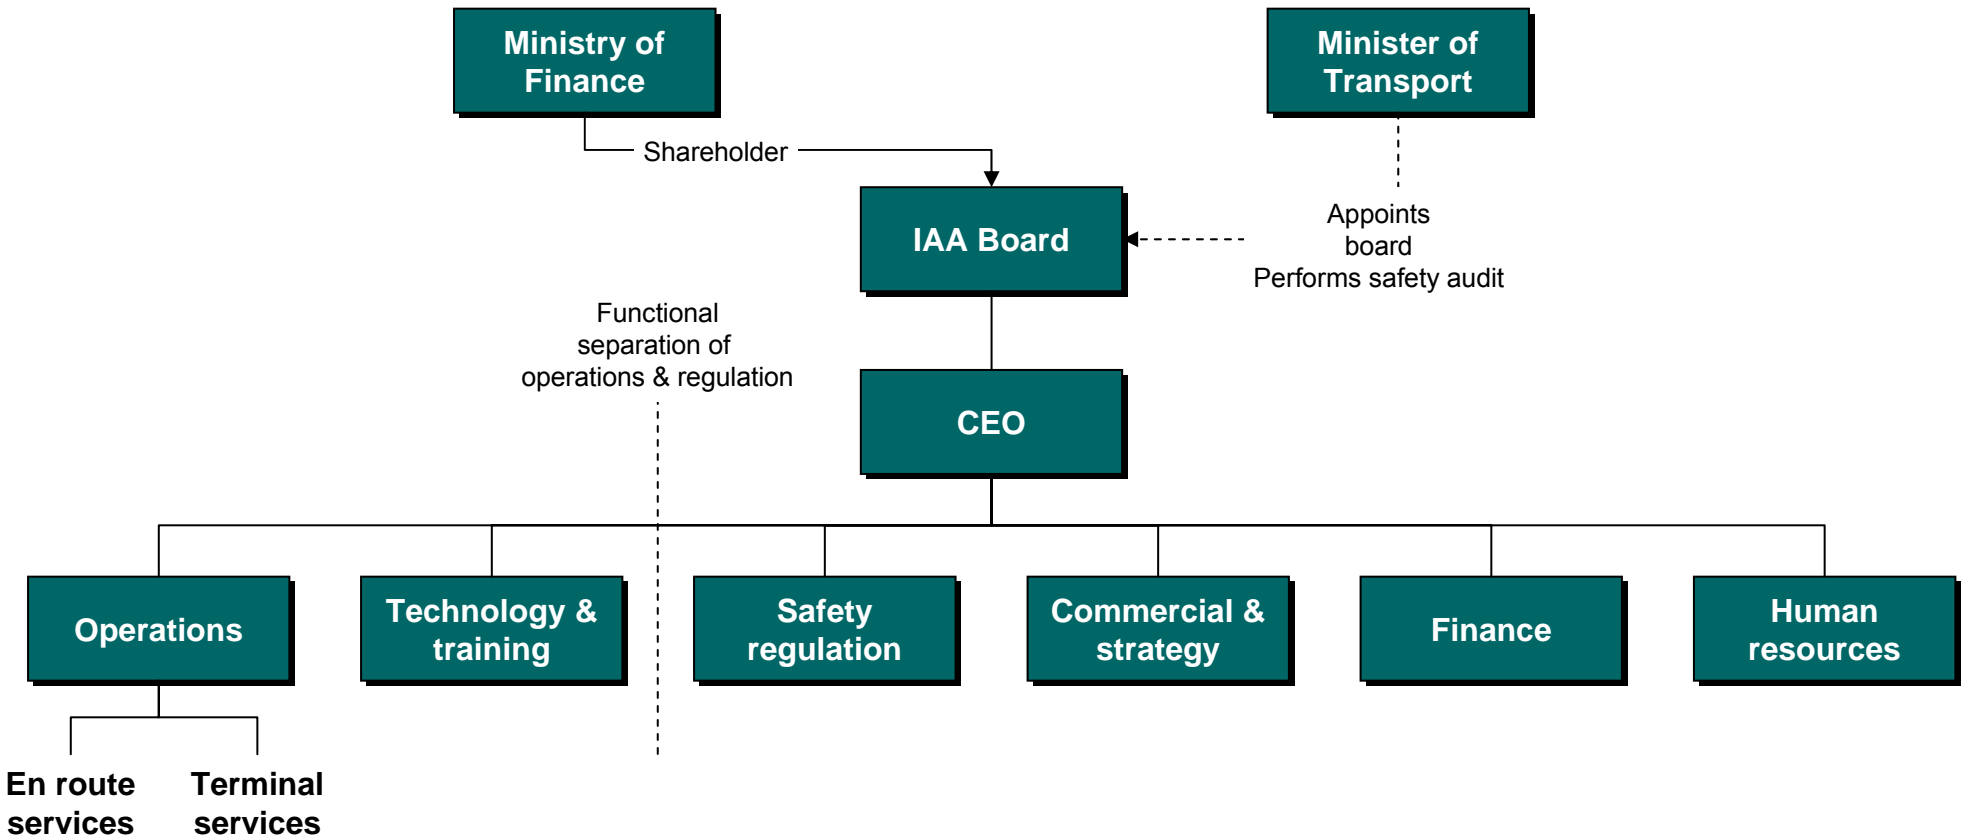 Ministry of
Finance
Minister of
Transport
Shareholder
IAA Board
Appoints
board
Performs safety audit
Functional
separation of
operations & regulation
CEO
Operations
Technology &
training
Safety
regulation
Commercial &
strategy
Finance
Human
resources
En route
services
Terminal
services